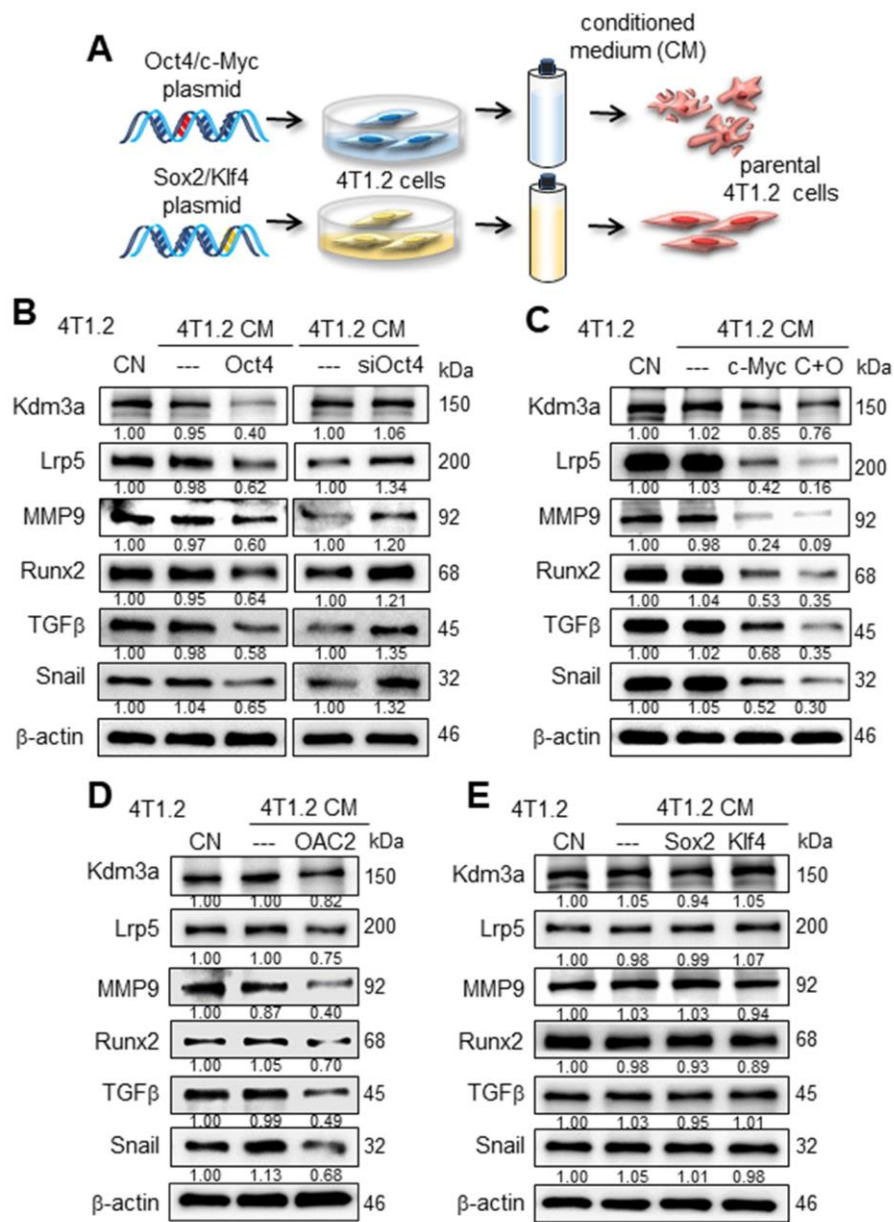 A
Oct4/c-Myc
plasmid
conditioned
medium (CM)
4T1.2 cells
Sox2/Klf4
plasmid
parental
4T1.2 cells
B
4T1.2
4T1.2 CM
4T1.2 CM
CN --- Oct4 --- siOct4 kDa
Kdm3a 150
1.00 0.95 0.40 1.00 1.06
Lrp5 200
1.00 0.98 0.62 1.00 1.34
MMP9 92
1.00 0.97 0.60 1.00 1.20
Runx2 68
1.00 0.95 0.64 1.00 1.21
TGFβ 45
1.00 0.98 0.58 1.00 1.35
Snail 32
1.00 1.04 0.65 1.00 1.32
β-actin 46
C
4T1.2
4T1.2 CM
CN --- c-Myc C+O kDa
Kdm3a 150
1.00 1.02 0.85 0.76
Lrp5 200
1.00 1.03 0.42 0.16
MMP9 92
1.00 0.98 0.24 0.09
Runx2 68
1.00 1.04 0.53 0.35
TGFβ 45
1.00 1.02 0.68 0.35
Snail 32
1.00 1.05 0.52 0.30
β-actin 46
D
4T1.2
4T1.2 CM
CN --- OAC2 kDa
Kdm3a 150
1.00 1.00 0.82
Lrp5 200
1.00 1.00 0.75
MMP9 92
1.00 0.87 0.40
Runx2 68
1.00 1.05 0.70
TGFβ 45
1.00 0.99 0.49
Snail 32
1.00 1.13 0.68
β-actin 46
E
4T1.2
4T1.2 CM
CN --- Sox2 Klf4 kDa
Kdm3a 150
1.00 1.05 0.94 1.05
Lrp5 200
1.00 0.98 0.99 1.07
MMP9 92
1.00 1.03 1.03 0.94
Runx2 68
1.00 0.98 0.93 0.89
TGFβ 45
1.00 1.03 0.95 1.01
Snail 32
1.00 1.05 1.01 0.98
β-actin 46